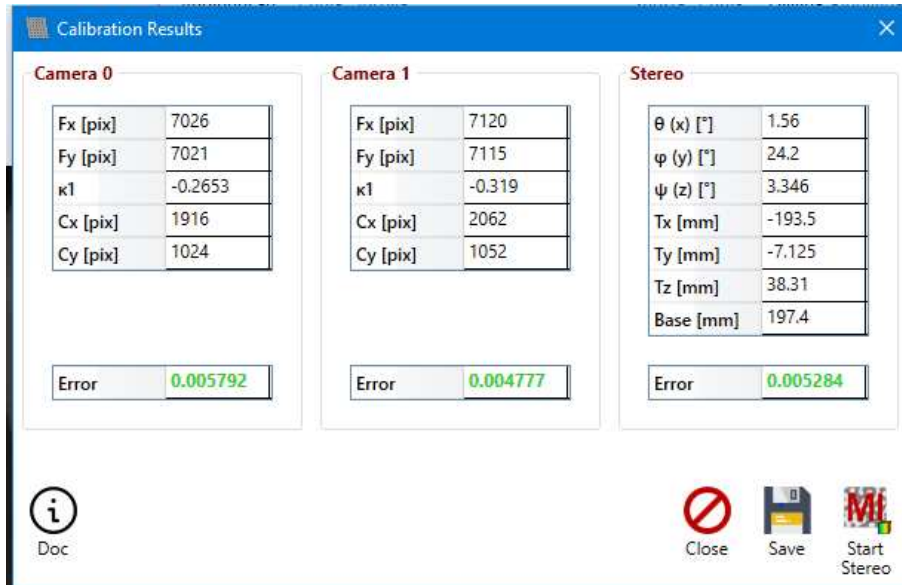 Calibration Results
Camera 0
Fx [pix] 7026
Fy [pix] 7021
κ1 -0.2653
Cx [pix] 1916
Cy [pix] 1024
Error 0.005792
Camera 1
Fx [pix] 7120
Fy [pix] 7115
κ1 -0.319
Cx [pix] 2062
Cy [pix] 1052
Error 0.004777
Stereo
θ (x) [°] 1.56
φ (y) [°] 24.2
ψ (z) [°] 3.346
Tx [mm] -193.5
Ty [mm] -7.125
Tz [mm] 38.31
Base [mm] 197.4
Error 0.005284
Doc
Close
Save
MI
Start
Stereo